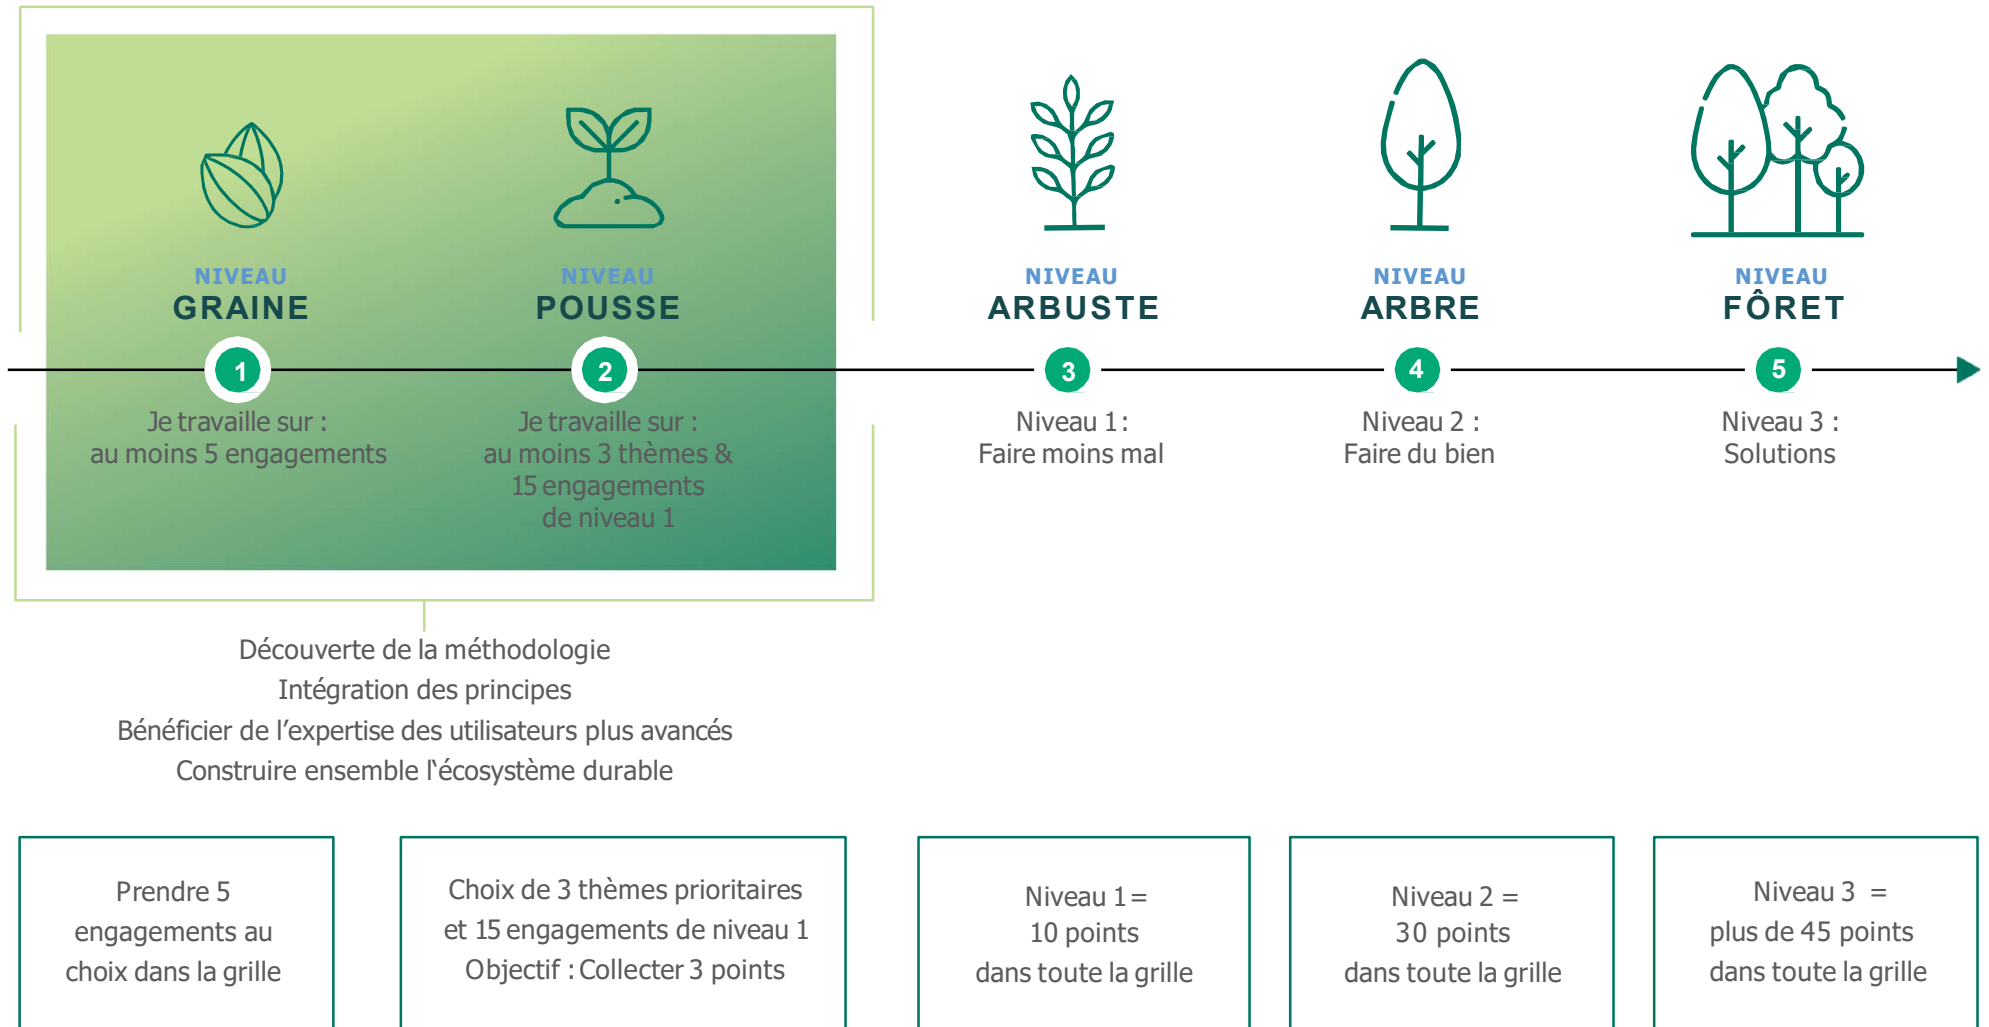 NIVEAU
GRAINE
1
Je travaille sur :
au moins 5 engagements
NIVEAU
POUSSE
2
Je travaille sur :
au moins 3 thèmes &
15 engagements
de niveau 1
NIVEAU
ARBUSTE
3
Niveau 1 :
Faire moins mal
NIVEAU
ARBRE
4
Niveau 2 :
Faire du bien
NIVEAU
FÔRET
5
Niveau 3 :
Solutions
Découverte de la méthodologie
Intégration des principes
Bénéficier de l’expertise des utilisateurs plus avancés
Construire ensemble l‘écosystème durable
Prendre 5
engagements au
choix dans la grille
Choix de 3 thèmes prioritaires
et 15 engagements de niveau 1
Objectif : Collecter 3 points
Niveau 1 =
10 points
dans toute la grille
Niveau 2 =
30 points
dans toute la grille
Niveau 3 =
plus de 45 points
dans toute la grille